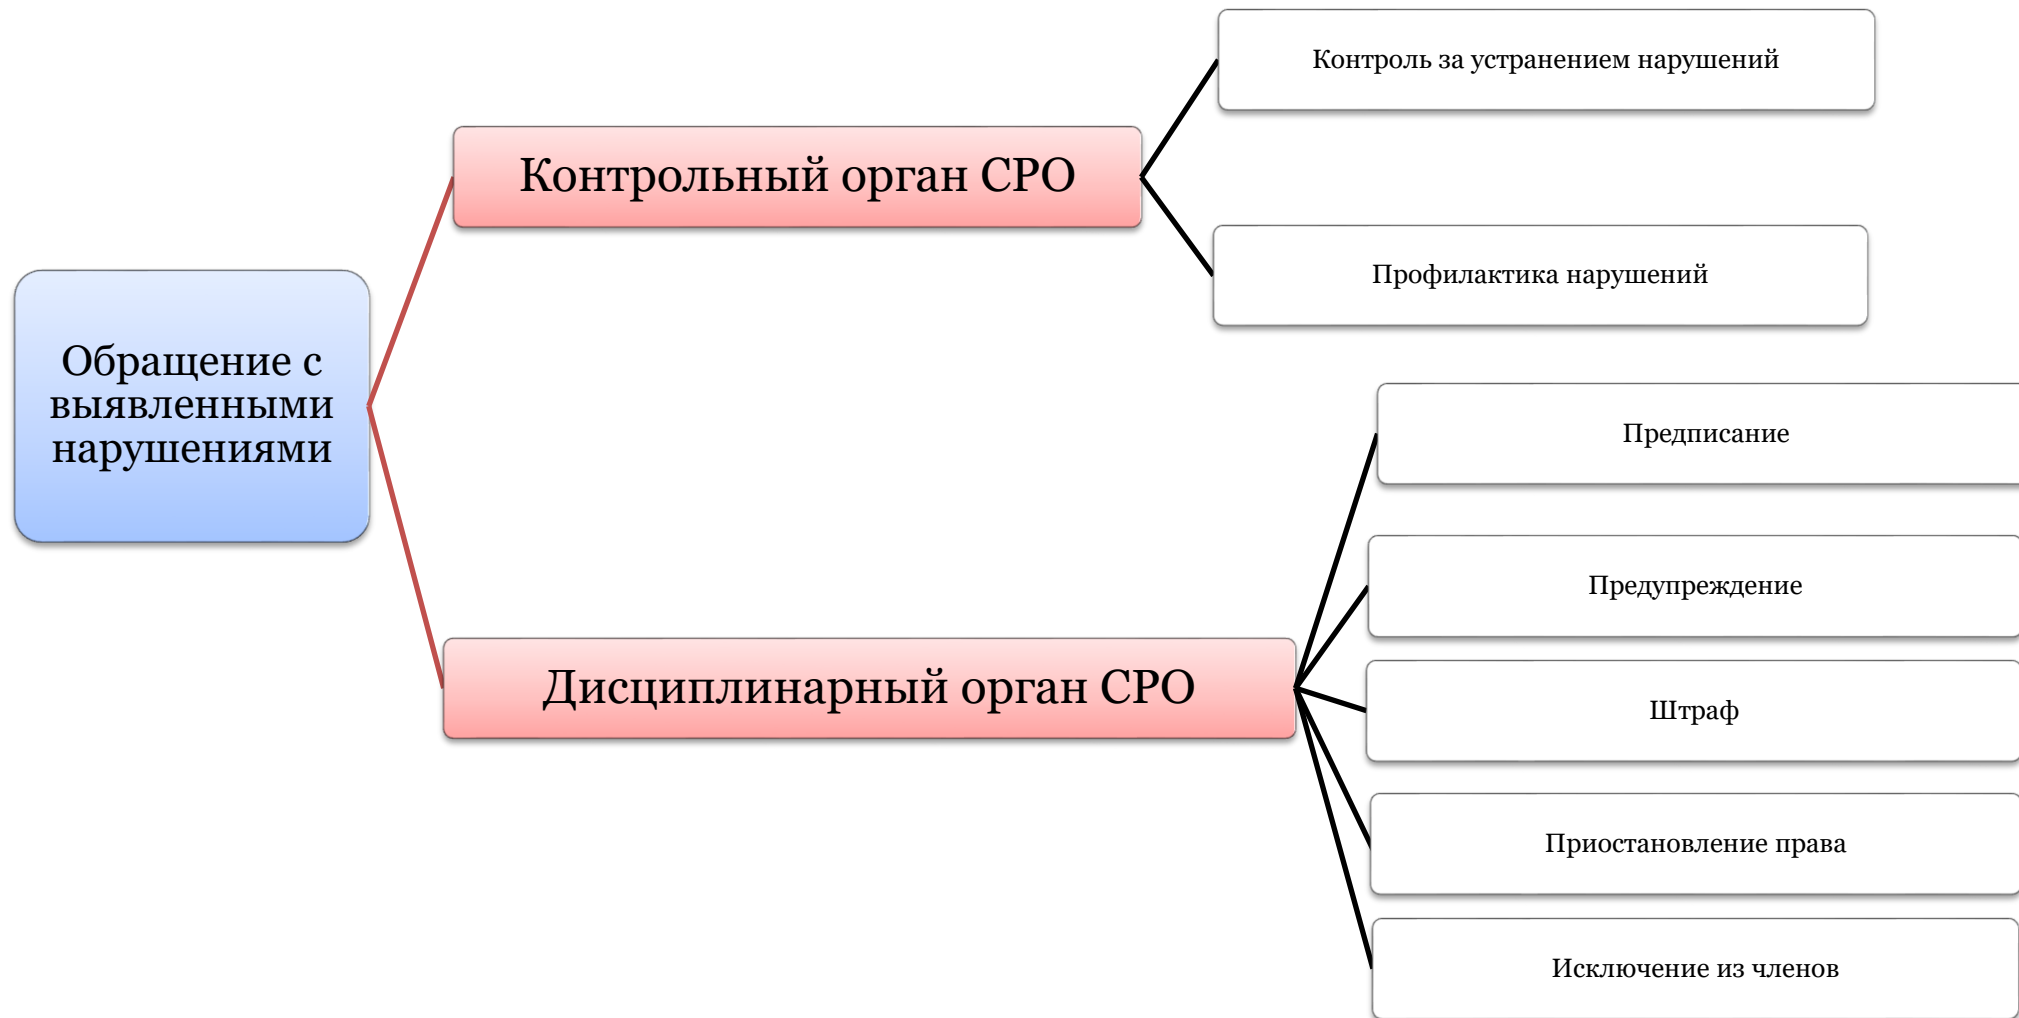 Обращение с
выявленными
нарушениями
Контрольный орган СРО
Контроль за устранением нарушений
Профилактика нарушений
Дисциплинарный орган СРО
Предписание
Предупреждение
Штраф
Приостановление права
Исключение из членов